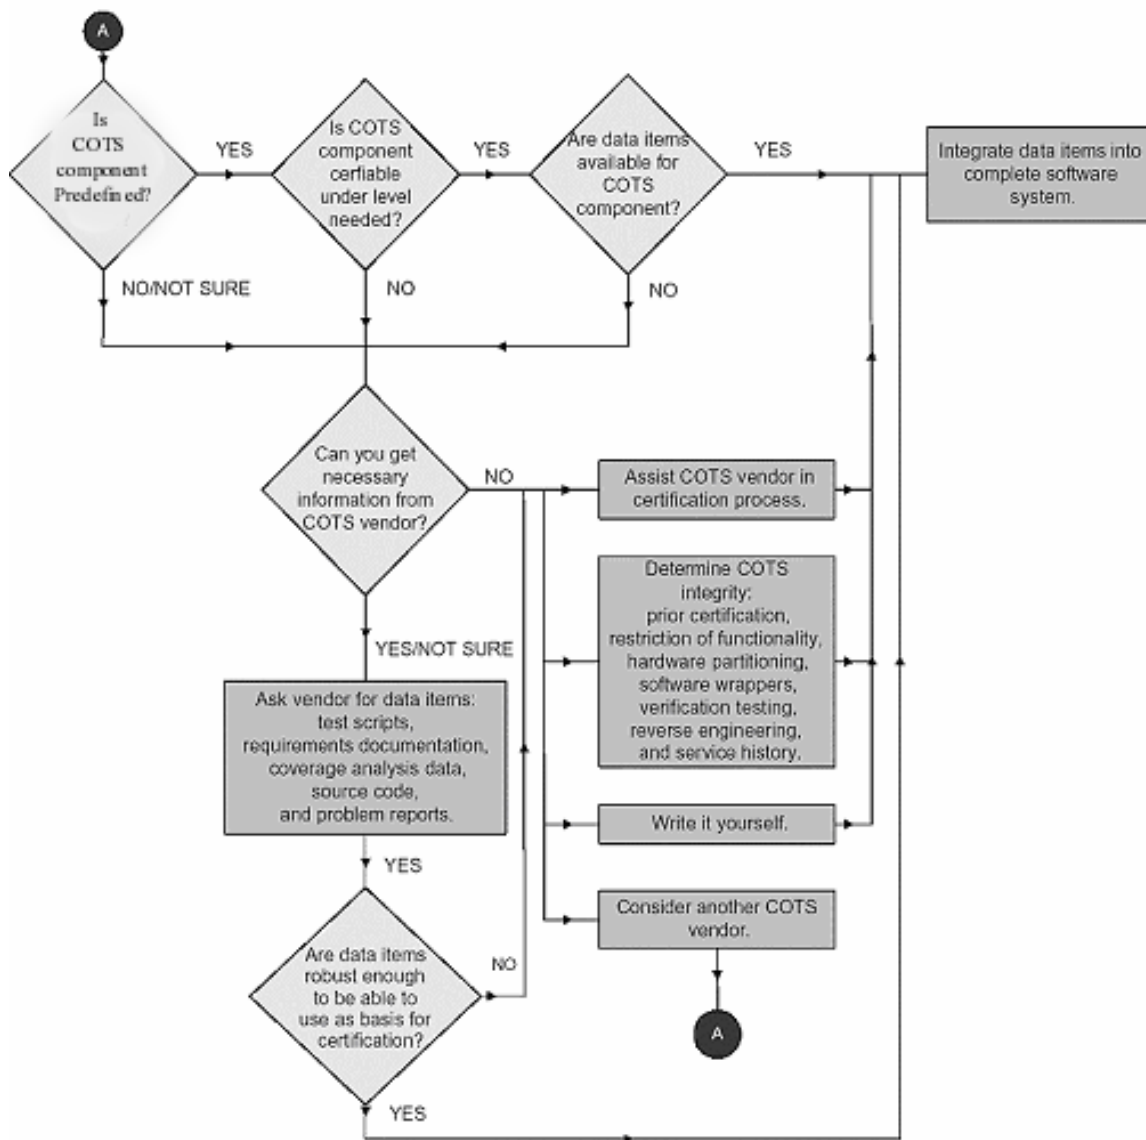 A
Is
COTS
component
Predefined?
YES
Is COTS
component
cerfiable
under level
needed?
YES
Are data items
available for
COTS
component?
YES
Integrate data items into
complete software
system.
NO/NOT SURE
NO
NO
Can you get
necessary
information from
COTS vendor?
NO
Assist COTS vendor in
certification process.
Determine COTS
integrity:
prior certification,
restriction of functionality,
hardware partitioning,
software wrappers,
verification testing,
reverse engineering,
and service history.
YES/NOT SURE
Ask vendor for data items:
test scripts,
requirements documentation,
coverage analysis data,
source code,
and problem reports.
Write it yourself.
YES
Consider another COTS
vendor.
Are data items
robust enough
to be able to
use as basis for
certification?
NO
A
YES